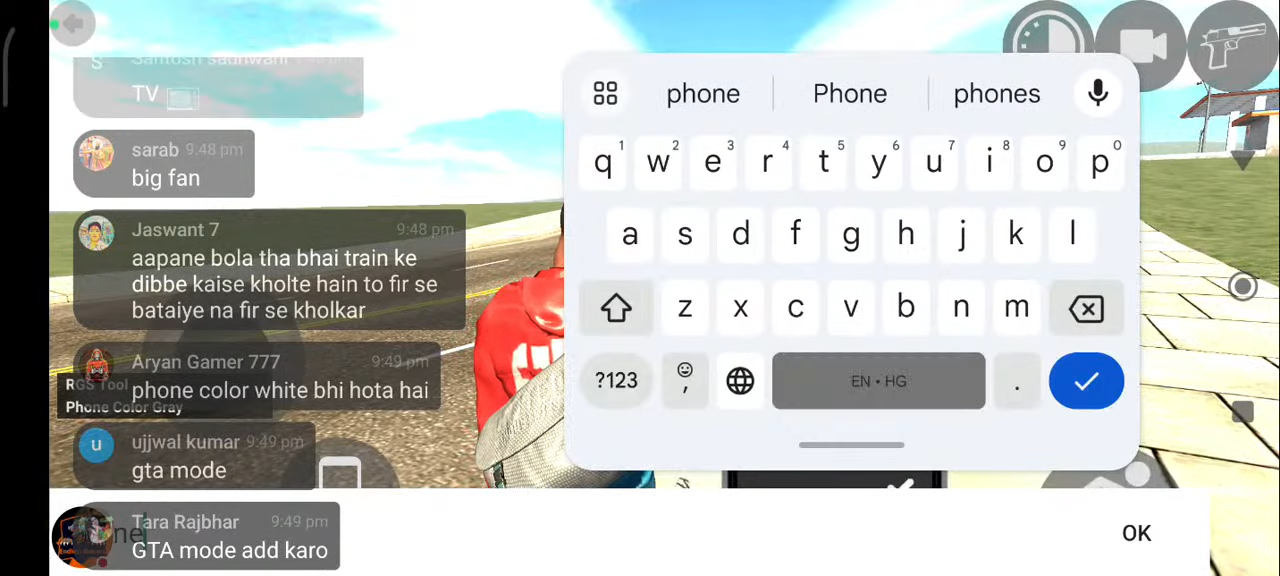 Santosh sadhwani
TV
sarab 9:48 pm
big fan
Jaswant 7 9:48 pm
aapane bola tha bhai train ke
dibbe kaise kholte hain to fir se
bataiye na fir se kholkar
Aryan Gamer 777 9:49 pm
phone color white bhi hota hai
RGS Tool
Phone Color Gray
ujjwal kumar 9:49 pm
gta mode
Tara Rajbhar 9:49 pm
GTA mode add karo
ne
OK
phone Phone phones
q 1 w 2 e 3 r 4 t 5 y 6 u 7 i 8 o 9 p 0
a s d f g h j k l
z x c v b n m
?123 , EN • HG .